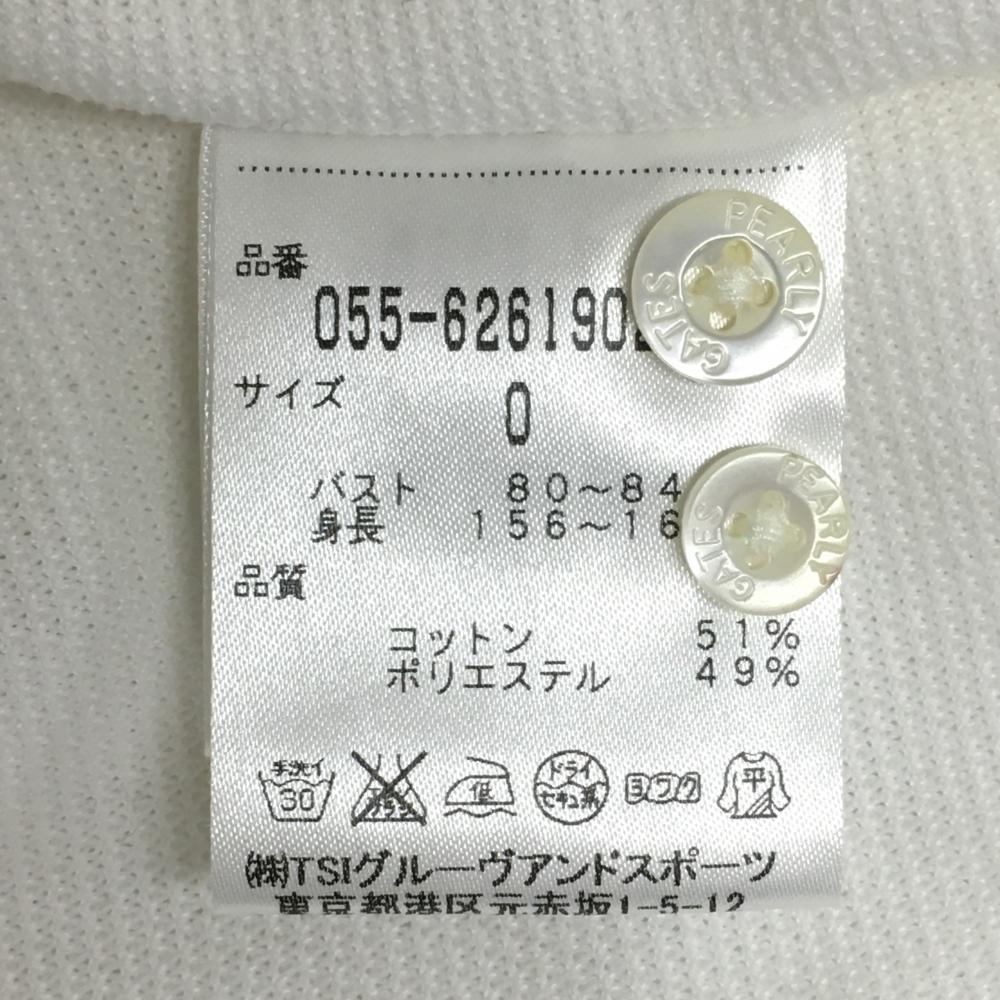 品番
055-6261902
PEARLY GATES
サイズ
0
バスト 80~84
身長 156~16
PEARLY GATES
品質
コットン 51%
ポリエステル 49%
手洗イ 30
低
ドライ セキユ系
ヨワク
平
㈱TSIグルーヴアンドスポーツ
東京都港区元赤坂1-5-12